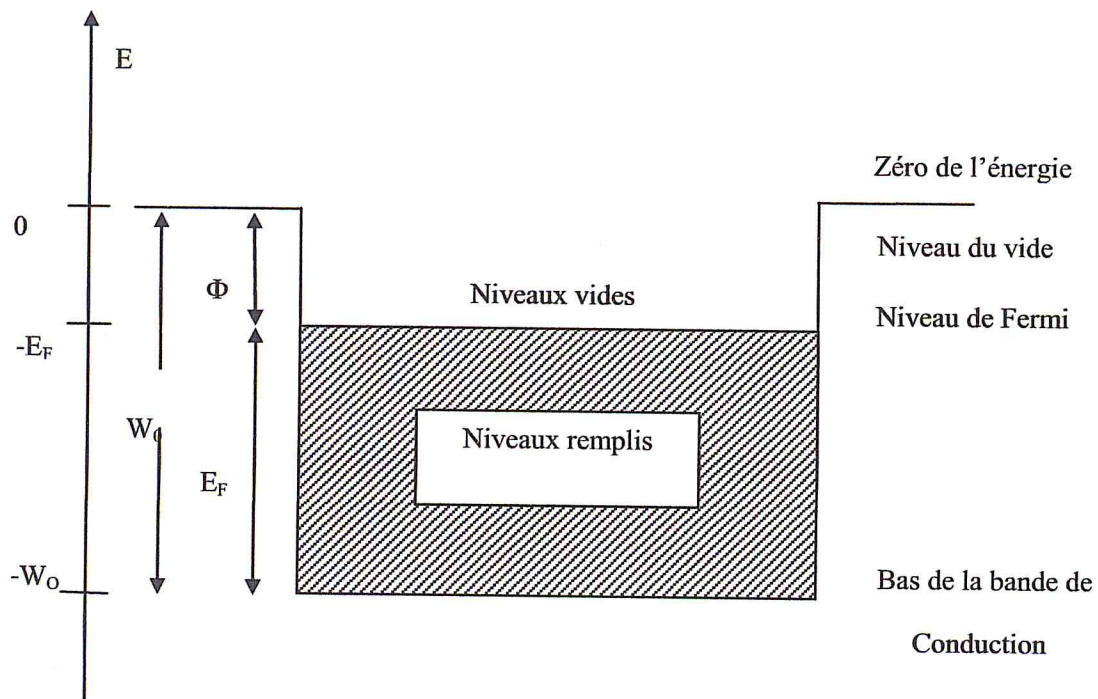 E
Zéro de l'énergie
0
Niveau du vide
Φ
Niveaux vides
Niveau de Fermi
-E_F
W_0
Niveaux remplis
E_F
-W_O
Bas de la bande de
Conduction